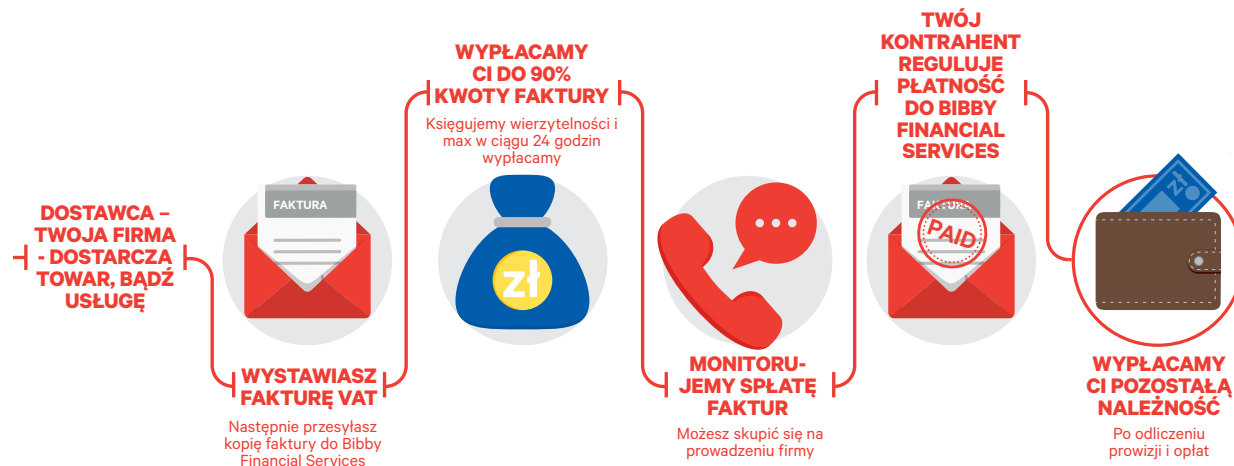 DOSTAWCA –
TWOJA FIRMA
- DOSTARCZA
TOWAR, BĄDŹ
USŁUGĘ
FAKTURA
WYSTAWIASZ
FAKTURĘ VAT
Następnie przesyłasz
kopię faktury do Bibby
Financial Services
WYPŁACAMY
CI DO 90%
KWOTY FAKTURY
Księgujemy wierzytelności i
max w ciągu 24 godzin
wypłacamy
zł
MONITORU-
JEMY SPŁATĘ
FAKTUR
Możesz skupić się na
prowadzeniu firmy
TWÓJ
KONTRAHENT
REGULUJE
PŁATNOŚĆ
DO BIBBY
FINANCIAL
SERVICES
FAKTURA
PAID
zł
WYPŁACAMY
CI POZOSTAŁĄ
NALEŻNOŚĆ
Po odliczeniu
prowizji i opłat